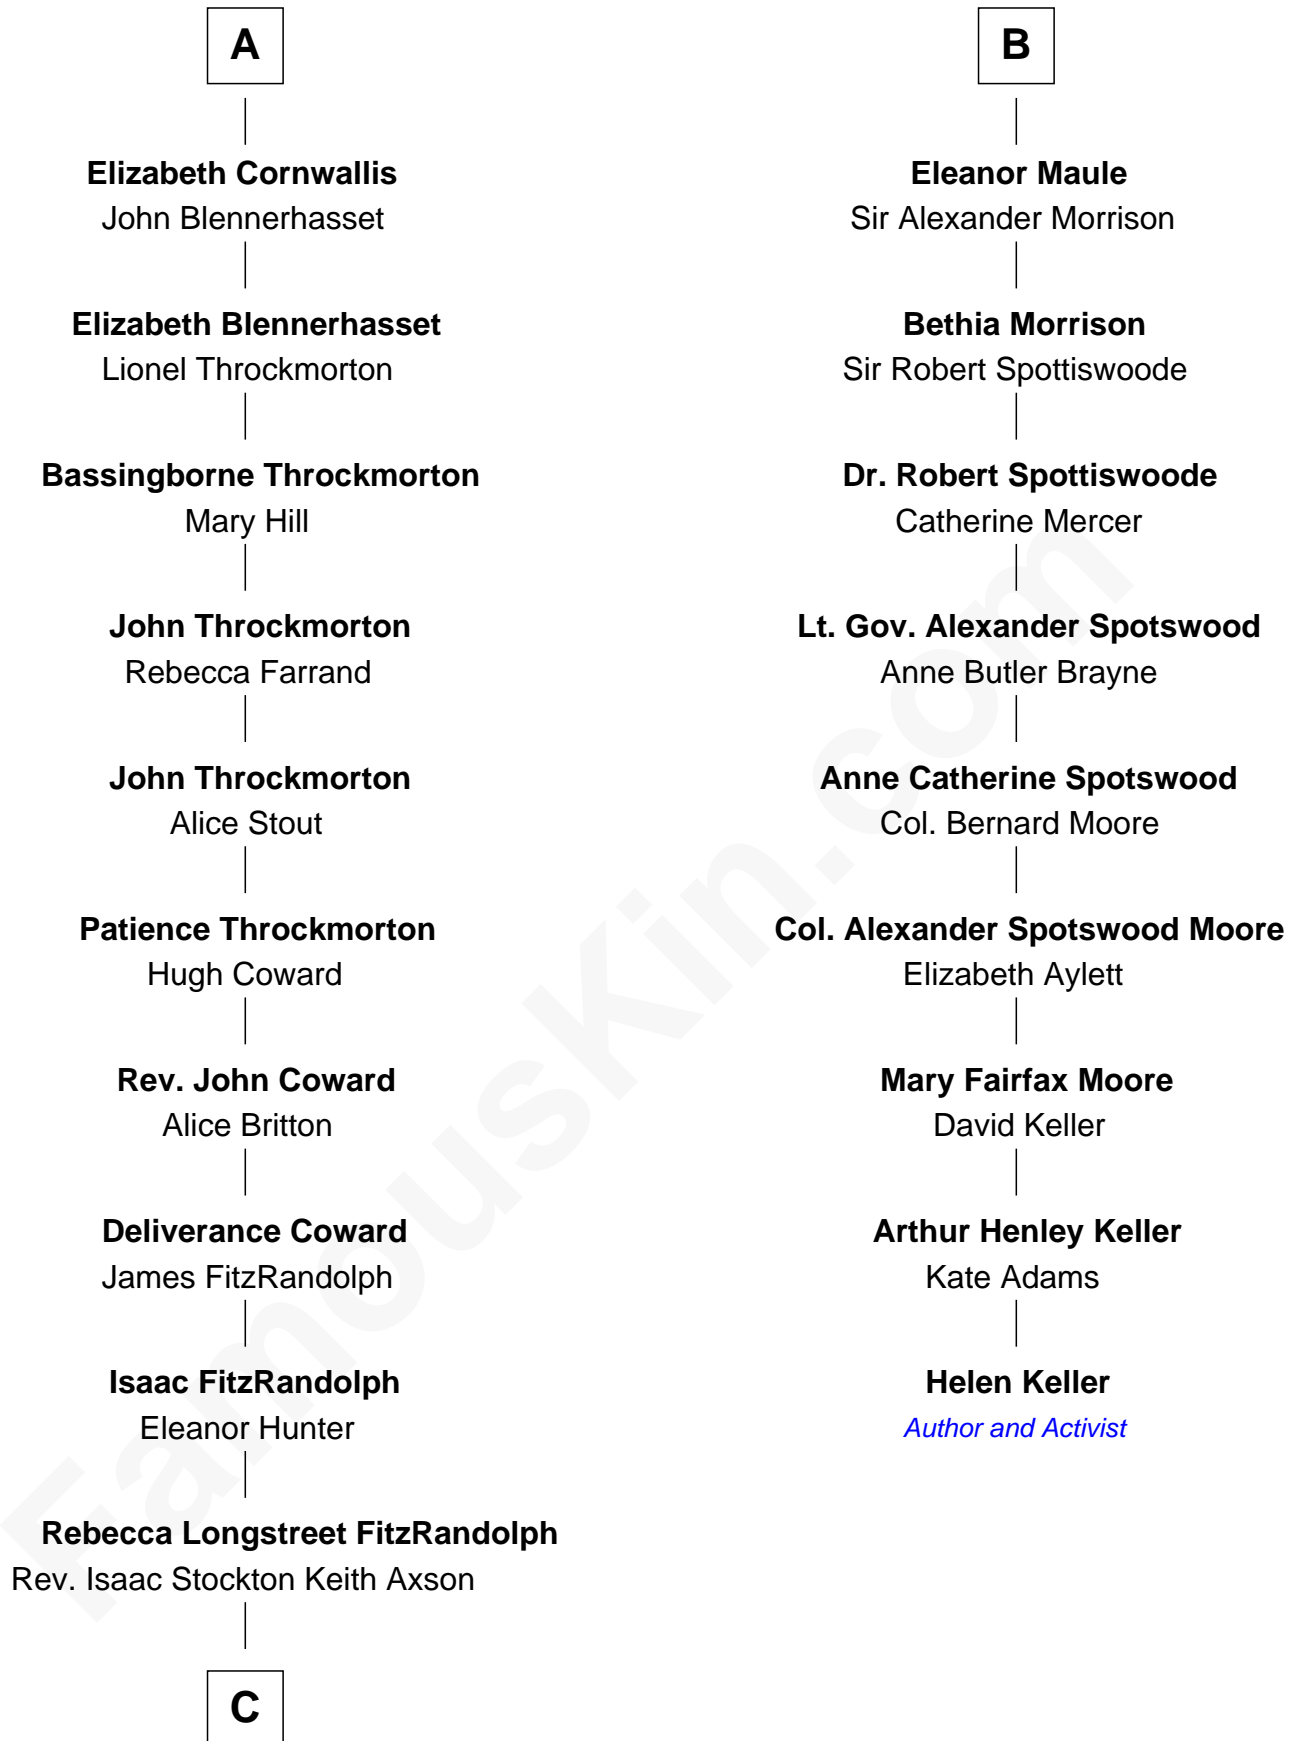 A
Elizabeth Cornwallis
John Blennerhasset
Elizabeth Blennerhasset
Lionel Throckmorton
Bassingborne Throckmorton
Mary Hill
John Throckmorton
Rebecca Farrand
John Throckmorton
Alice Stout
Patience Throckmorton
Hugh Coward
Rev. John Coward
Alice Britton
Deliverance Coward
James FitzRandolph
Isaac FitzRandolph
Eleanor Hunter
Rebecca Longstreet FitzRandolph
Rev. Isaac Stockton Keith Axson
C
B
Eleanor Maule
Sir Alexander Morrison
Bethia Morrison
Sir Robert Spottiswoode
Dr. Robert Spottiswoode
Catherine Mercer
Lt. Gov. Alexander Spotswood
Anne Butler Brayne
Anne Catherine Spotswood
Col. Bernard Moore
Col. Alexander Spotswood Moore
Elizabeth Aylett
Mary Fairfax Moore
David Keller
Arthur Henley Keller
Kate Adams
Helen Keller
Author and Activist
FamousKin.com